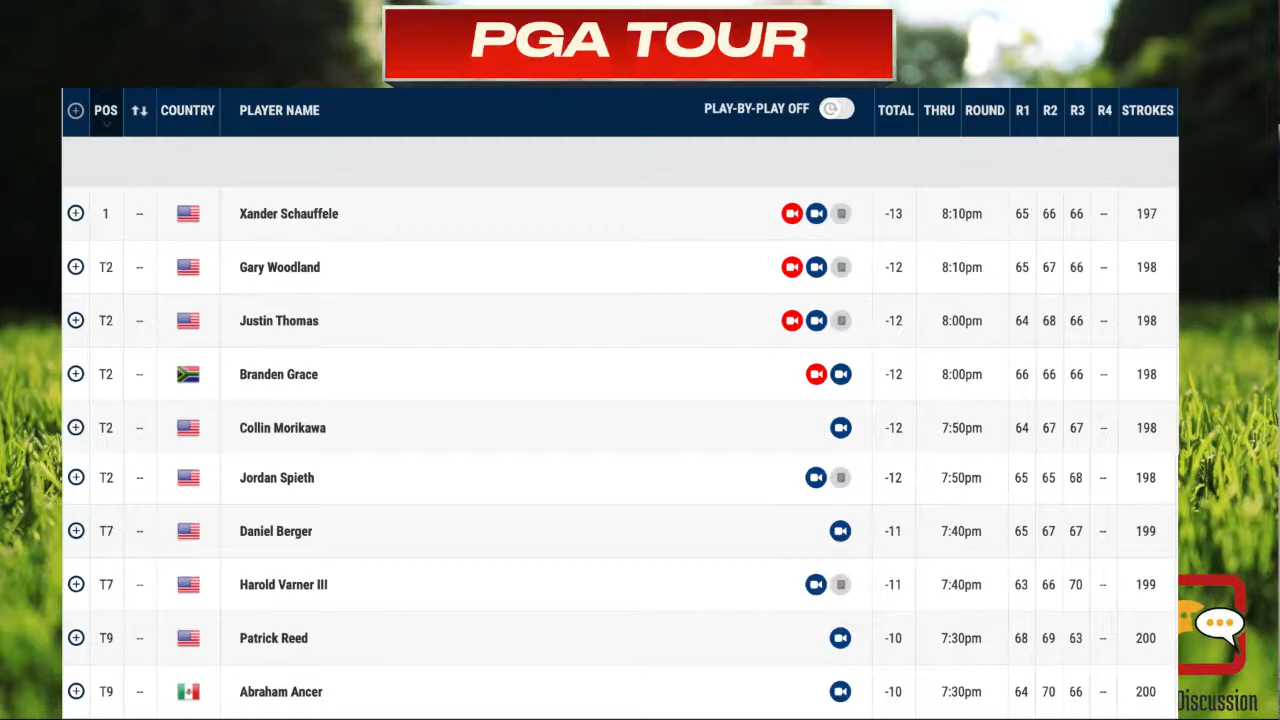 PGA TOUR
POS COUNTRY PLAYER NAME PLAY-BY-PLAY OFF TOTAL THRU ROUND R1 R2 R3 R4 STROKES
1 -- Xander Schauffele -13 8:10pm 65 66 66 -- 197
T2 -- Gary Woodland -12 8:10pm 65 67 66 -- 198
T2 -- Justin Thomas -12 8:00pm 64 68 66 -- 198
T2 -- Branden Grace -12 8:00pm 66 66 66 -- 198
T2 -- Collin Morikawa -12 7:50pm 64 67 67 -- 198
T2 -- Jordan Spieth -12 7:50pm 65 65 68 -- 198
T7 -- Daniel Berger -11 7:40pm 65 67 67 -- 199
T7 -- Harold Varner III -11 7:40pm 63 66 70 -- 199
T9 -- Patrick Reed -10 7:30pm 68 69 63 -- 200
T9 -- Abraham Ancer -10 7:30pm 64 70 66 -- 200
Discussion